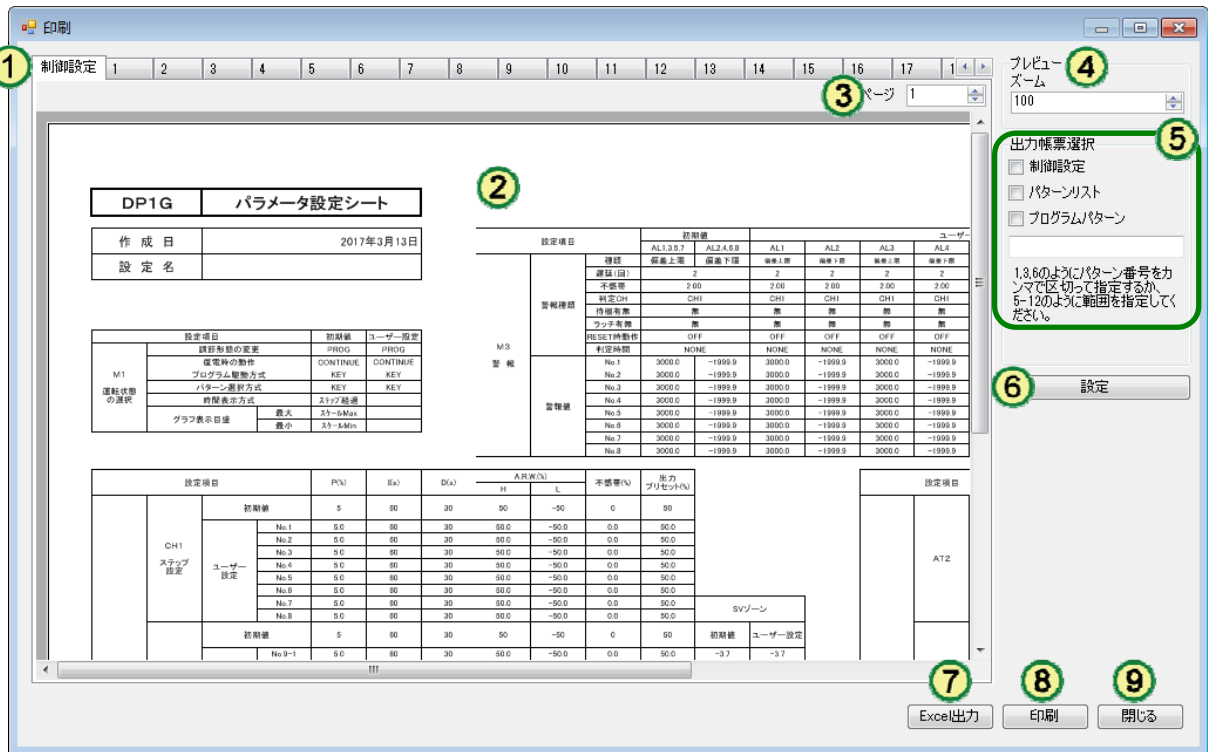 印刷
1
制御設定 1 2 3 4 5 6 7 8 9 10 11 12 13 14 15 16 17 1
3 ページ 1
2
DP1G パラメータ設定シート
作成日 2017年3月13日
設定名
設定項目 初期値 ユーザー設定
M1 運転状態の選択
調節形態の変更 PROG PROG
復電時の動作 CONTINUE CONTINUE
プログラム駆動方式 KEY KEY
パターン選択方式 KEY KEY
時間表示方式 ステップ経過
グラフ表示目盛 最大 スケールMax
最小 スケールMin
設定項目 初期値 ユーザー
AL1,3,5,7 AL2,4,6,8 AL1 AL2 AL3 AL4
M3 警報
警報種類
種類 偏差上限 偏差下限 偏差上限 偏差下限 偏差上限 偏差下限
遅延(回) 2 2 2 2 2
不感帯 2.00 2.00 2.00 2.00 2.00
判定CH CH1 CH1 CH1 CH1 CH1
待機有無 無 無 無 無 無
ラッチ有無 無 無 無 無 無
RESET時動作 OFF OFF OFF OFF OFF
判定時間 NONE NONE NONE NONE NONE
警報値
No.1 3000.0 -1999.9 3000.0 -1999.9 3000.0 -1999.9
No.2 3000.0 -1999.9 3000.0 -1999.9 3000.0 -1999.9
No.3 3000.0 -1999.9 3000.0 -1999.9 3000.0 -1999.9
No.4 3000.0 -1999.9 3000.0 -1999.9 3000.0 -1999.9
No.5 3000.0 -1999.9 3000.0 -1999.9 3000.0 -1999.9
No.6 3000.0 -1999.9 3000.0 -1999.9 3000.0 -1999.9
No.7 3000.0 -1999.9 3000.0 -1999.9 3000.0 -1999.9
No.8 3000.0 -1999.9 3000.0 -1999.9 3000.0 -1999.9
設定項目 P(%) I(s) D(s) A.R.W.(%) H L 不感帯(%) 出力プリセット(%)
CH1
ステップ設定
初期値 5 60 30 50 -50 0 50
ユーザー設定
No.1 5.0 60 30 50.0 -50.0 0.0 50.0
No.2 5.0 60 30 50.0 -50.0 0.0 50.0
No.3 5.0 60 30 50.0 -50.0 0.0 50.0
No.4 5.0 60 30 50.0 -50.0 0.0 50.0
No.5 5.0 60 30 50.0 -50.0 0.0 50.0
No.6 5.0 60 30 50.0 -50.0 0.0 50.0
No.7 5.0 60 30 50.0 -50.0 0.0 50.0
No.8 5.0 60 30 50.0 -50.0 0.0 50.0
SVゾーン
初期値 5 60 30 50 -50 0 50 初期値 ユーザー設定
No.9-1 5.0 60 30 50.0 -50.0 0.0 50.0 -3.7 -3.7
設定項目
AT2
プレビュー 4
ズーム
100
5
出力帳票選択
制御設定
パターンリスト
プログラムパターン
1,3,6のようにパターン番号をカ
ンマで区切って指定するか、
5-12のように範囲を指定してく
ださい。
6 設定
7 8 9
Excel出力 印刷 閉じる